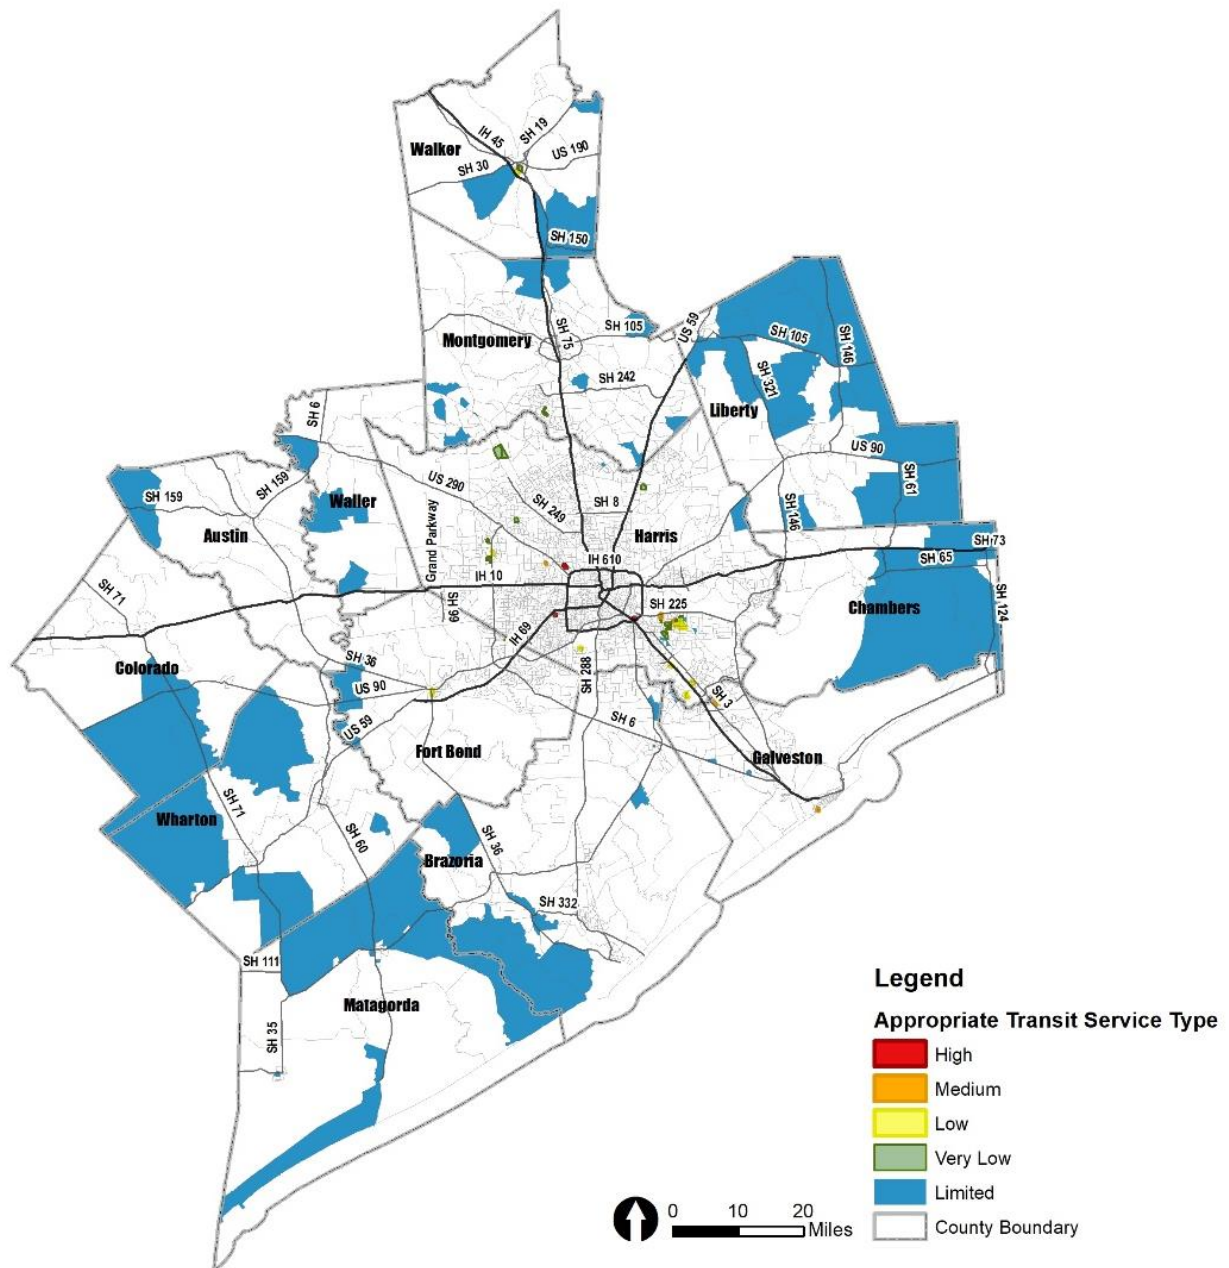 IH 45
SH 19
Walker
US 190
SH 30
SH 150
SH 75
SH 105
US 59
Montgomery
SH 105
SH 146
SH 242
SH 321
Liberty
SH 6
US 90
US 290
SH 159
SH 159
SH 61
Waller
SH 249
SH 8
SH 146
Austin
Grand Parkway
Harris
SH 73
IH 610
SH 65
IH 10
SH 71
SH 99
SH 225
Chambers
SH 124
IH 69
SH 36
Colorado
SH 288
US 90
SH 3
SH 6
US 59
Fort Bend
Galveston
SH 71
Wharton
SH 60
SH 36
Brazoria
SH 332
SH 111
Matagorda
SH 35
Legend
Appropriate Transit Service Type
High
Medium
Low
Very Low
Limited
County Boundary
0 10 20
Miles